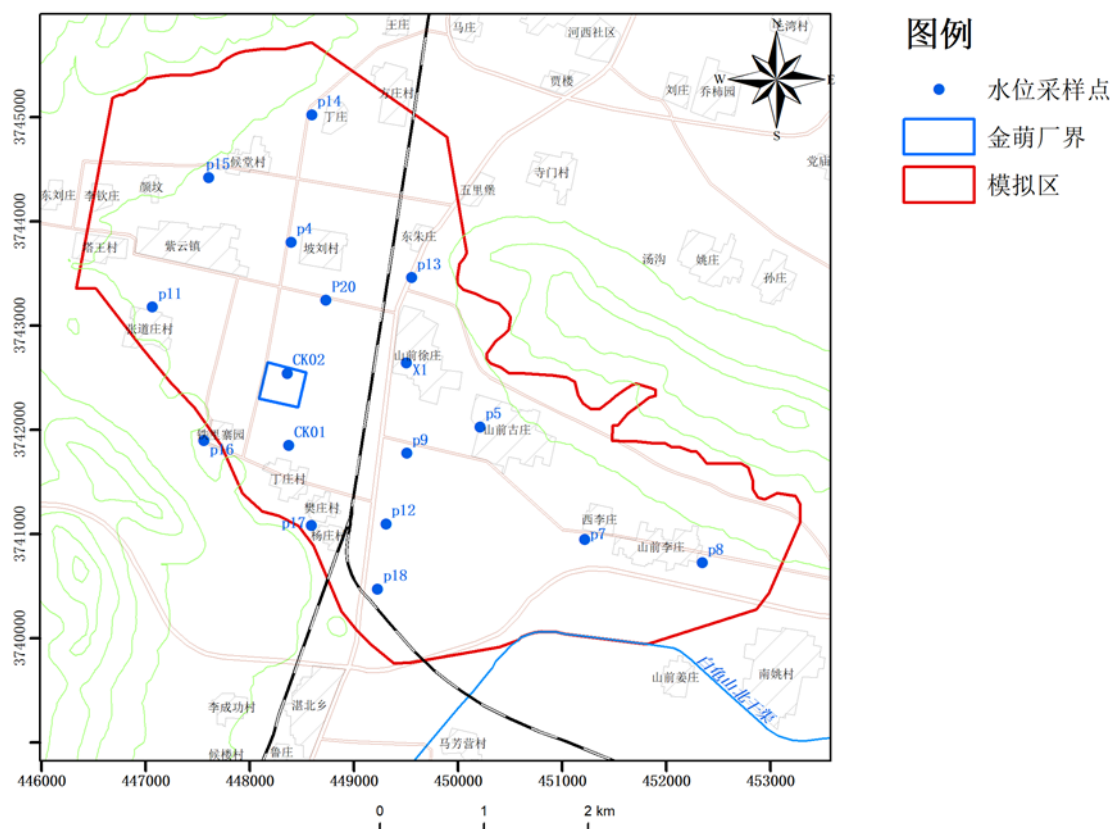 图例
水位采样点
金萌厂界
模拟区
N
W
E
S
王庄
马庄
河西社区
贾楼
方庄村
刘庄
乔柿园
p14
丁庄
3745000
候堂村
p15
党庙
寺门村
五里堡
东刘庄
李钦庄
颜坟
3744000
塔王村
紫云镇
p4
坡刘村
东朱庄
汤沟
姚庄
孙庄
p13
P20
p11
3743000
张道庄村
CK02
山前徐庄
X1
p5
3742000
山前古庄
寨园
p16
CK01
p9
丁庄村
樊庄村
p17
杨庄村
p12
西李庄
p7
山前李庄
p8
3741000
p18
3740000
白龟山北干渠
山前姜庄
南姚村
李成功村
湛北乡
候楼村
鲁庄
马芳营村
446000
447000
448000
449000
450000
451000
452000
453000
0
1
2 km